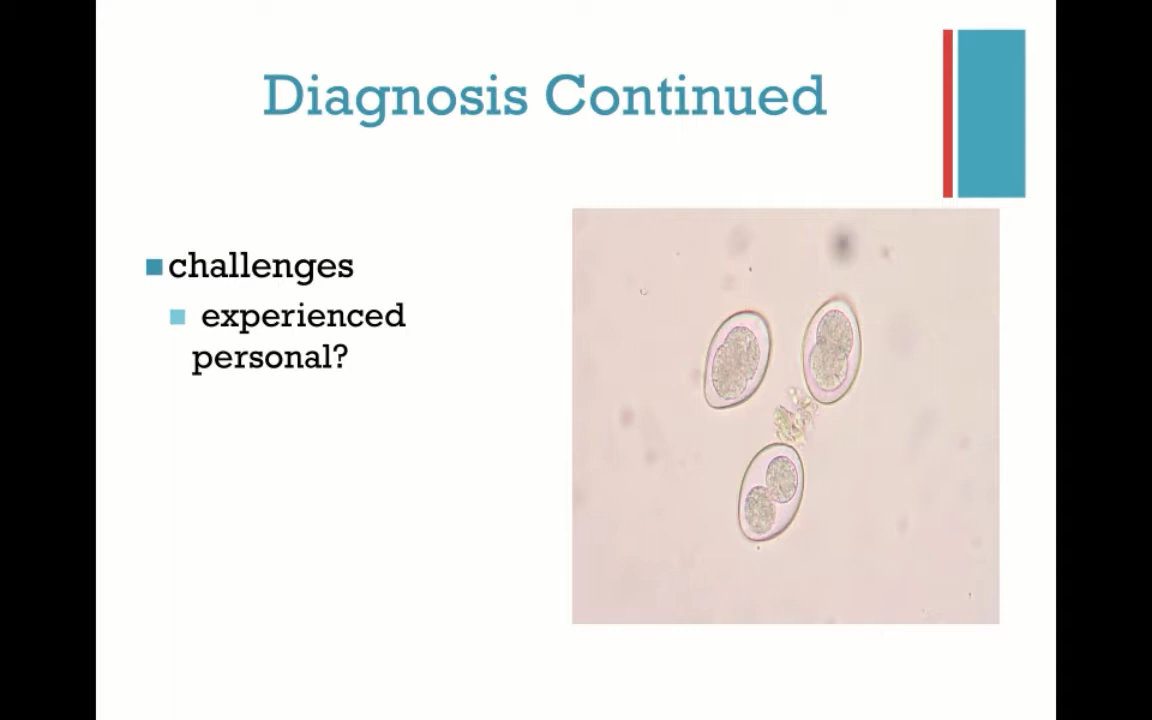 Diagnosis Continued
challenges
experienced
personal?